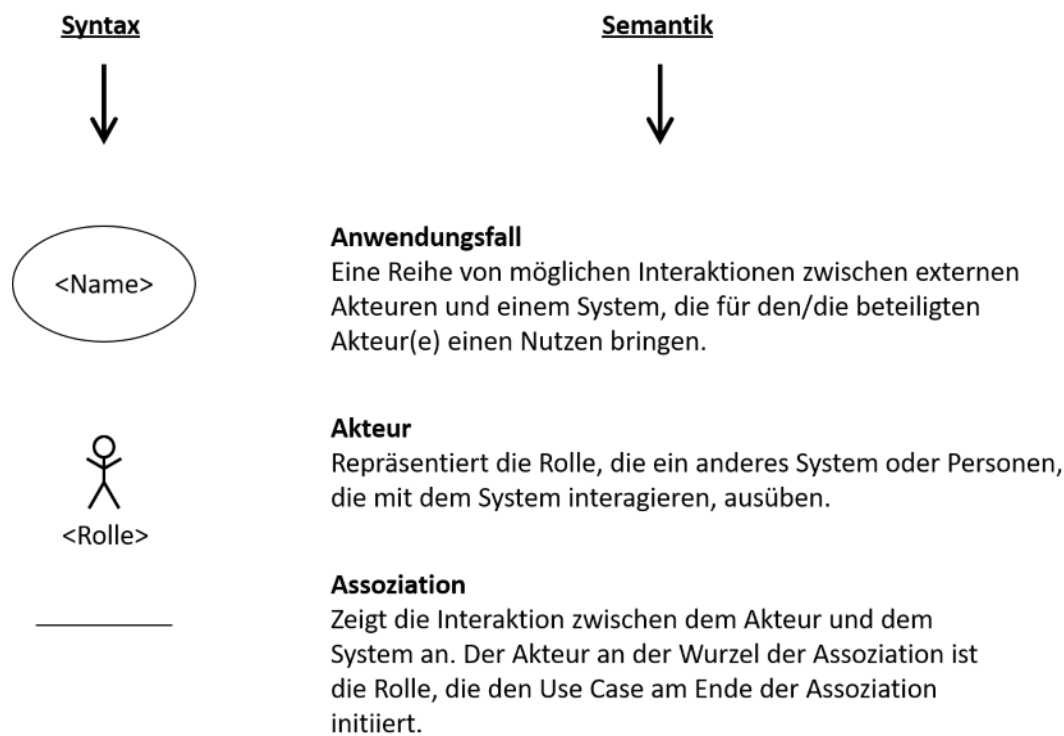 Syntax
Semantik
<Name>
Anwendungsfall
Eine Reihe von möglichen Interaktionen zwischen externen
Akteuren und einem System, die für den/die beteiligten
Akteur(e) einen Nutzen bringen.
<Rolle>
Akteur
Repräsentiert die Rolle, die ein anderes System oder Personen,
die mit dem System interagieren, ausüben.
Assoziation
Zeigt die Interaktion zwischen dem Akteur und dem
System an. Der Akteur an der Wurzel der Assoziation ist
die Rolle, die den Use Case am Ende der Assoziation
initiiert.